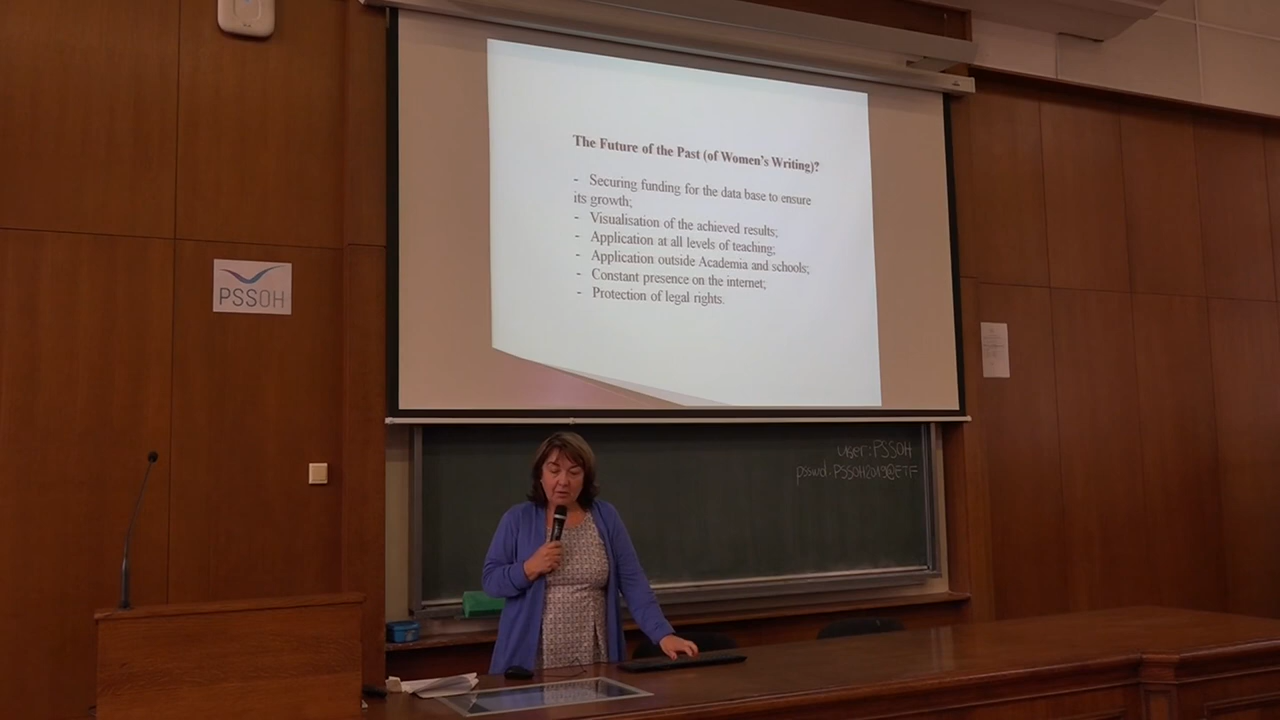 The Future of the Past (of Women's Writing)?
- Securing funding for the data base to ensure
its growth;
- Visualisation of the achieved results;
- Application at all levels of teaching;
- Application outside Academia and schools;
- Constant presence on the internet;
- Protection of legal rights.
PSSOH
user: PSSOH
psswd. PSSOH2019@ETF